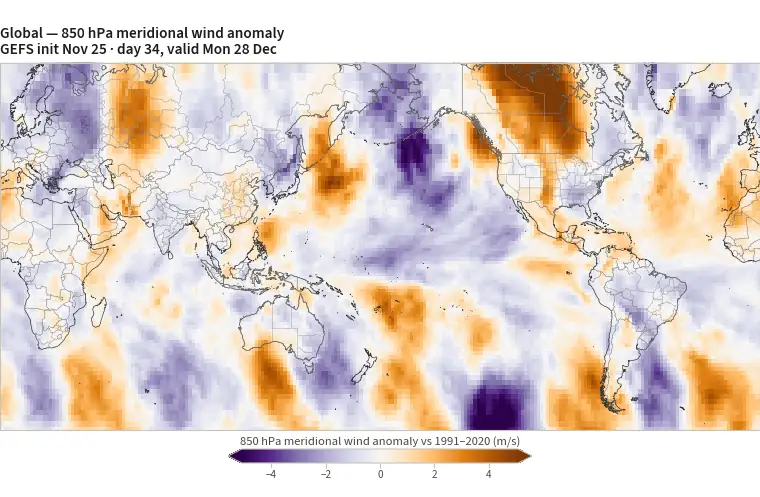 Global — 850 hPa meridional wind anomaly
GEFS init Nov 25 · day 34, valid Mon 28 Dec
850 hPa meridional wind anomaly vs 1991–2020 (m/s)
−4 −2 0 2 4